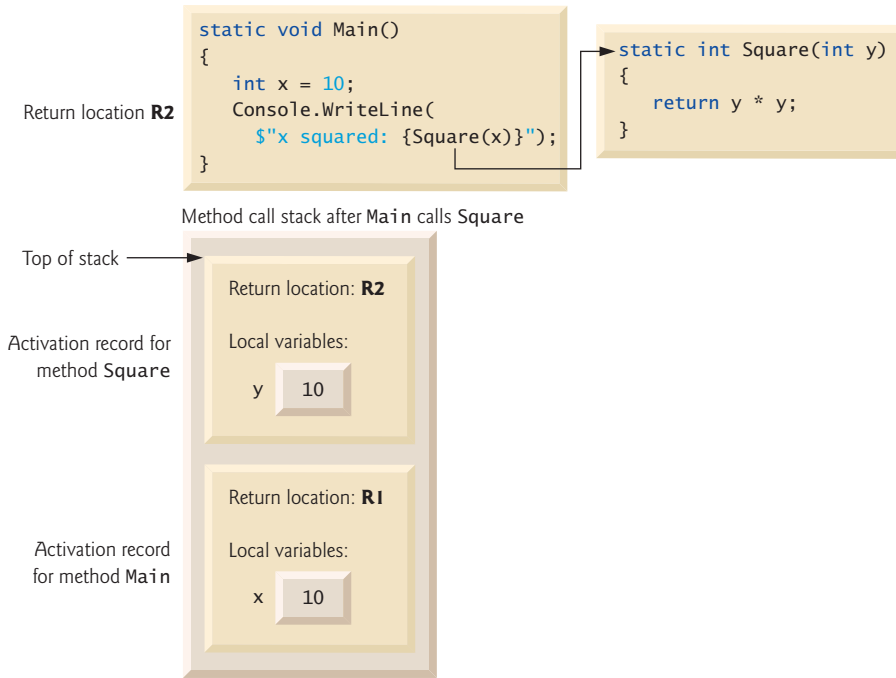 static void Main()
{
int x = 10;
Console.WriteLine(
$"x squared: {Square(x)}");
}
static int Square(int y)
{
return y * y;
}
Return location R2
Method call stack after Main calls Square
Top of stack
Return location: R2
Local variables:
y 10
Activation record for
method Square
Return location: R1
Local variables:
x 10
Activation record
for method Main